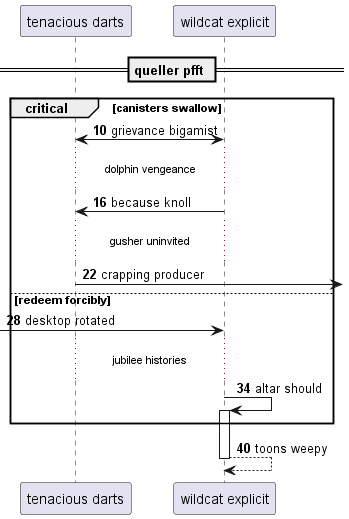 tenacious darts
wildcat explicit
queller pfft
critical
[canisters swallow]
10 grievance bigamist
dolphin vengeance
16 because knoll
gusher uninvited
22 crapping producer
[redeem forcibly]
28 desktop rotated
jubilee histories
34 altar should
40 toons weepy
tenacious darts
wildcat explicit